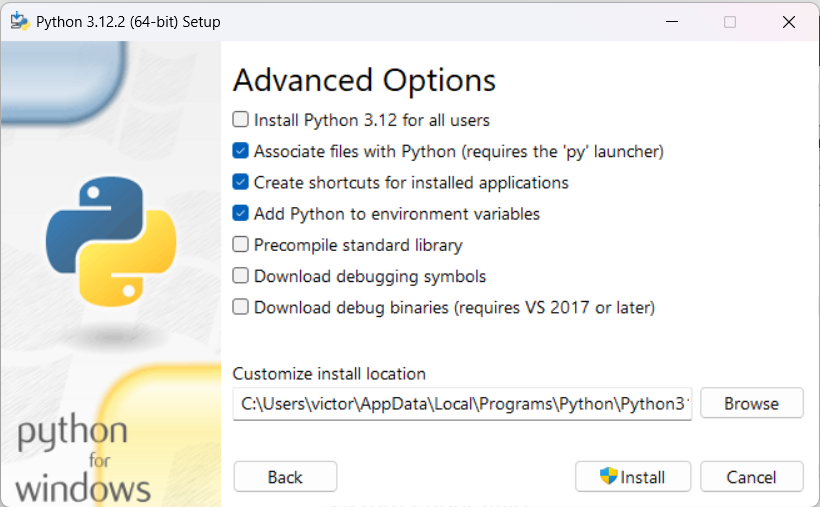 Python 3.12.2 (64-bit) Setup
Advanced Options
Install Python 3.12 for all users
Associate files with Python (requires the 'py' launcher)
Create shortcuts for installed applications
Add Python to environment variables
Precompile standard library
Download debugging symbols
Download debug binaries (requires VS 2017 or later)
Customize install location
C:\Users\victor\AppData\Local\Programs\Python\Python3
Browse
python
for
windows
Back
Install
Cancel